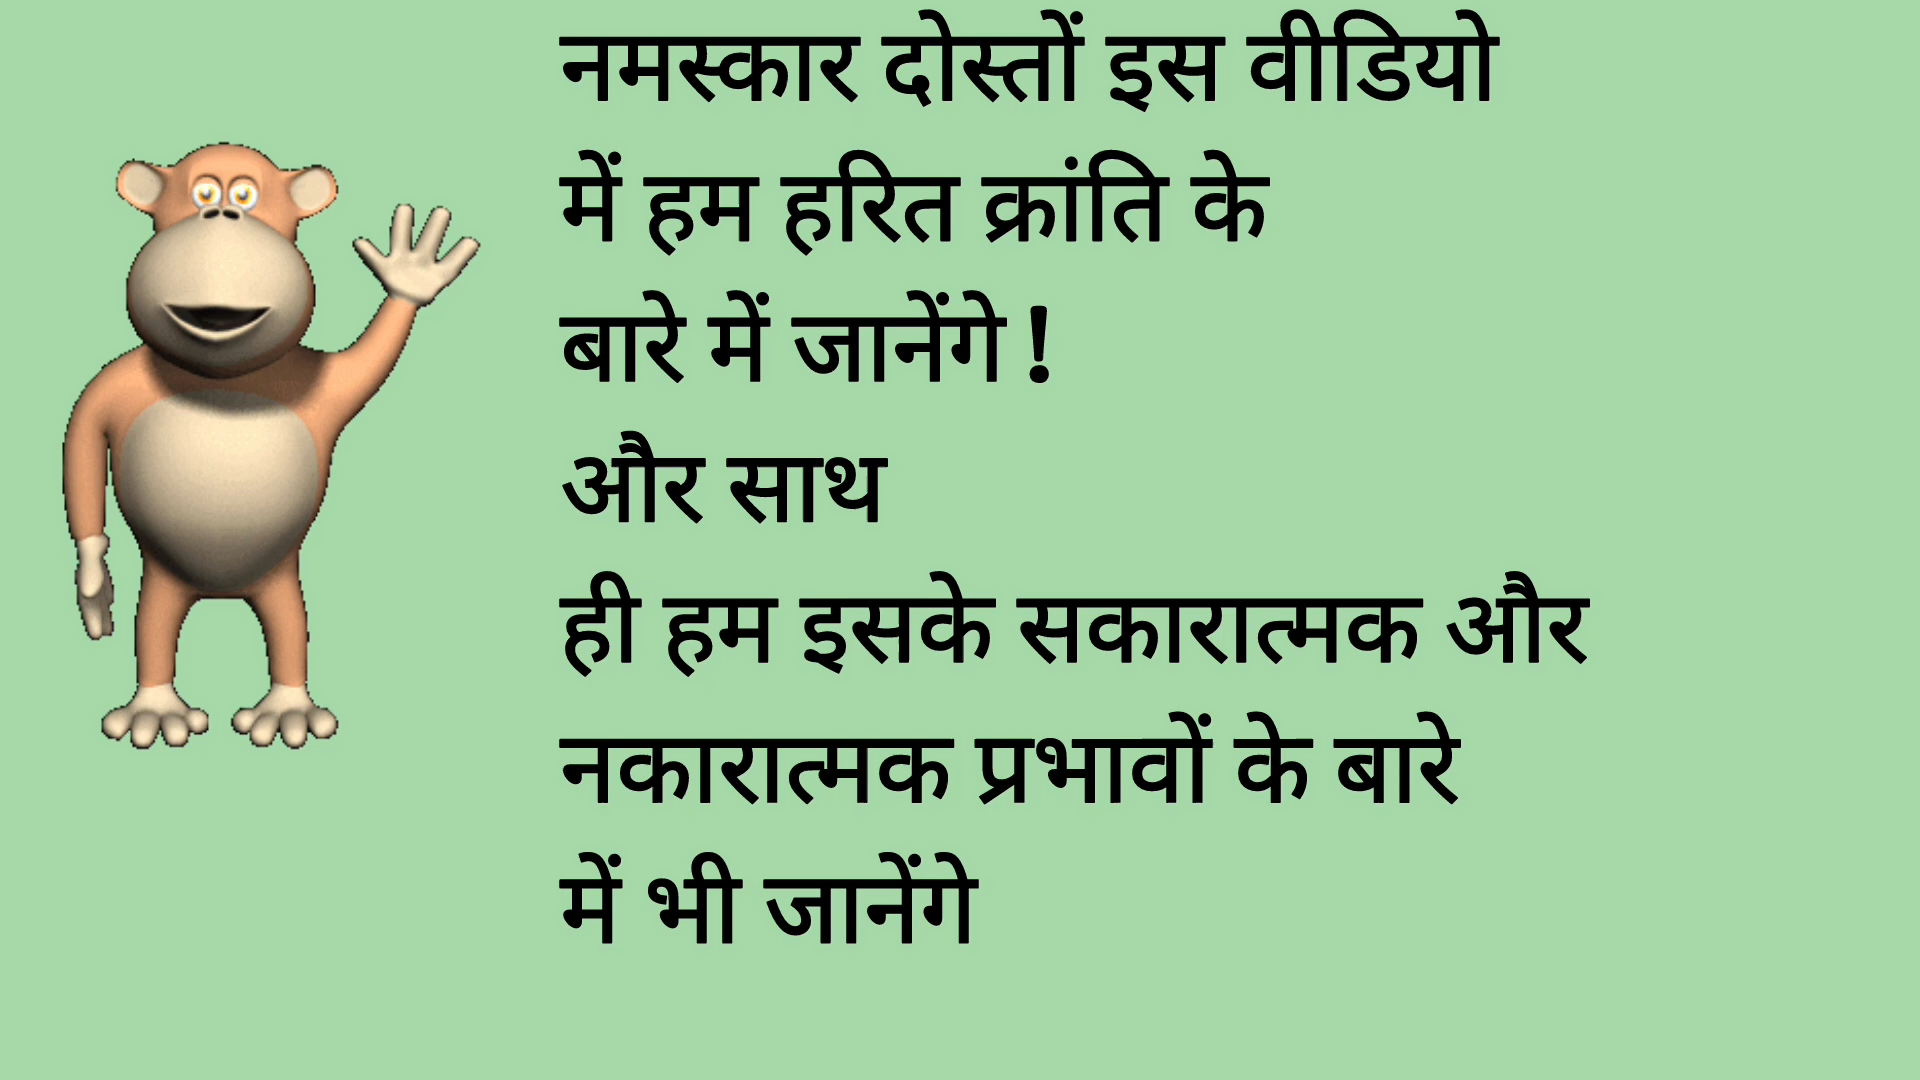 नमस्कार दोस्तों इस वीडियो
में हम हरित क्रांति के
बारे में जानेंगे !
और साथ
ही हम इसके सकारात्मक और
नकारात्मक प्रभावों के बारे
में भी जानेंगे